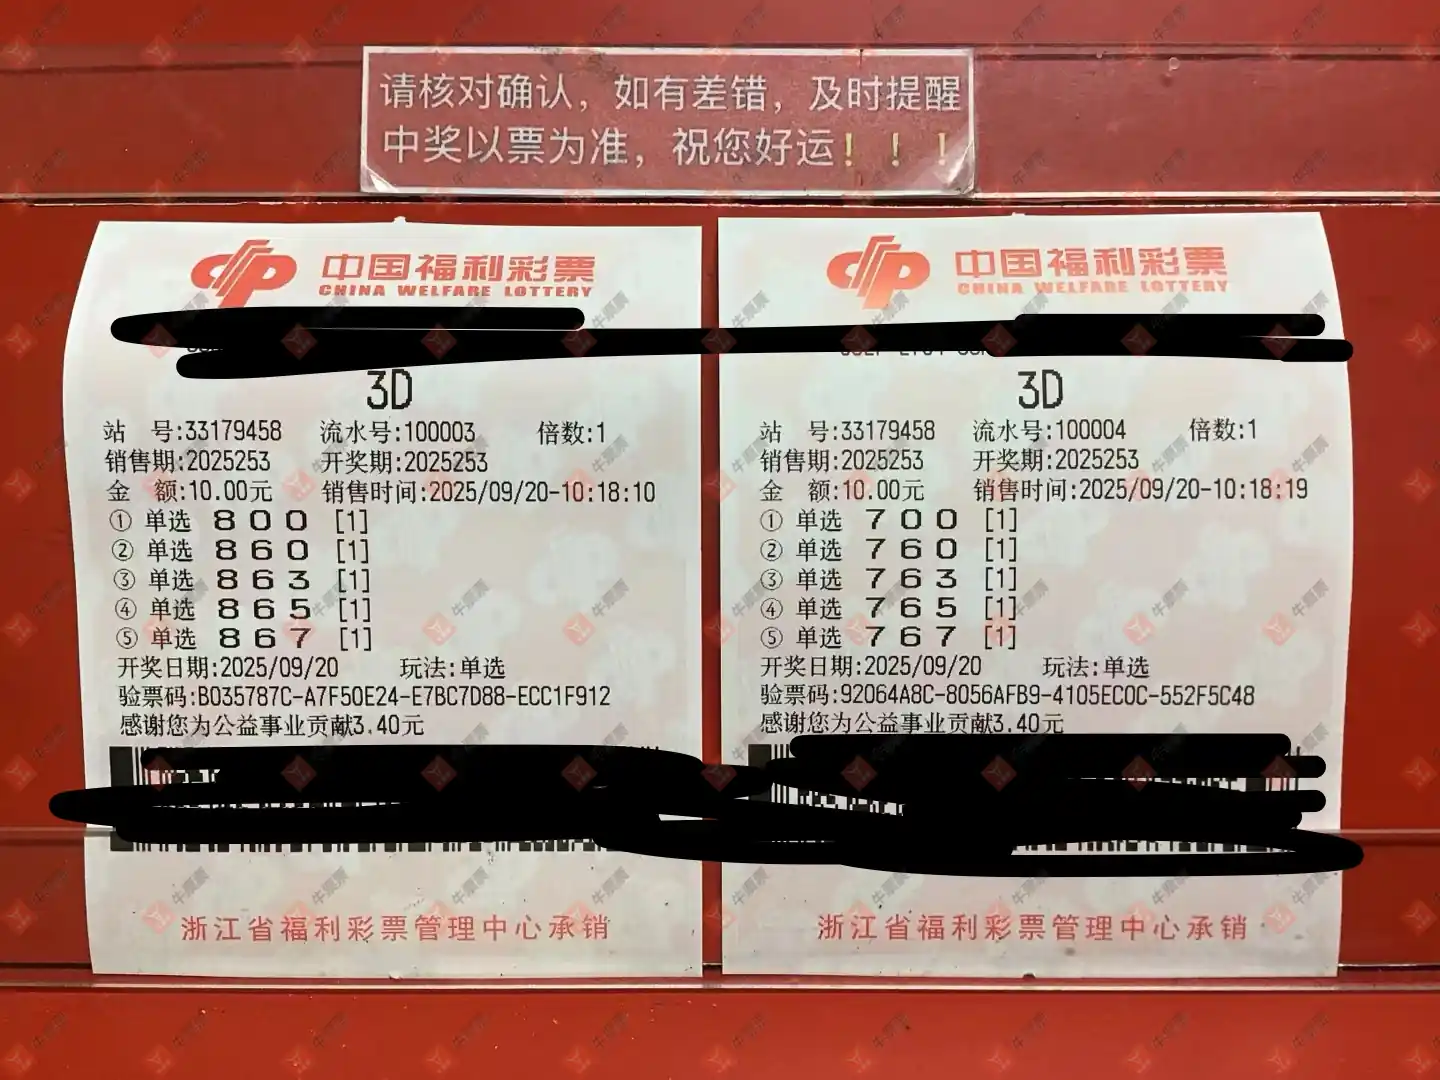 请核对确认，如有差错，及时提醒
中奖以票为准，祝您好运！！！
中国福利彩票
CHINA WELFARE LOTTERY
3D
站 号:33179458 流水号:100003 倍数:1
销售期:2025253 开奖期:2025253
金 额:10.00元 销售时间:2025/09/20-10:18:10
① 单选 8 0 0 [1]
② 单选 8 6 0 [1]
③ 单选 8 6 3 [1]
④ 单选 8 6 5 [1]
⑤ 单选 8 6 7 [1]
开奖日期:2025/09/20 玩法:单选
验票码:B035787C-A7F50E24-E7BC7D88-ECC1F912
感谢您为公益事业贡献3.40元
浙江省福利彩票管理中心承销
中国福利彩票
CHINA WELFARE LOTTERY
3D
站 号:33179458 流水号:100004 倍数:1
销售期:2025253 开奖期:2025253
金 额:10.00元 销售时间:2025/09/20-10:18:19
① 单选 7 0 0 [1]
② 单选 7 6 0 [1]
③ 单选 7 6 3 [1]
④ 单选 7 6 5 [1]
⑤ 单选 7 6 7 [1]
开奖日期:2025/09/20 玩法:单选
验票码:92064A8C-8056AFB9-4105EC0C-552F5C48
感谢您为公益事业贡献3.40元
浙江省福利彩票管理中心承销
牛票票